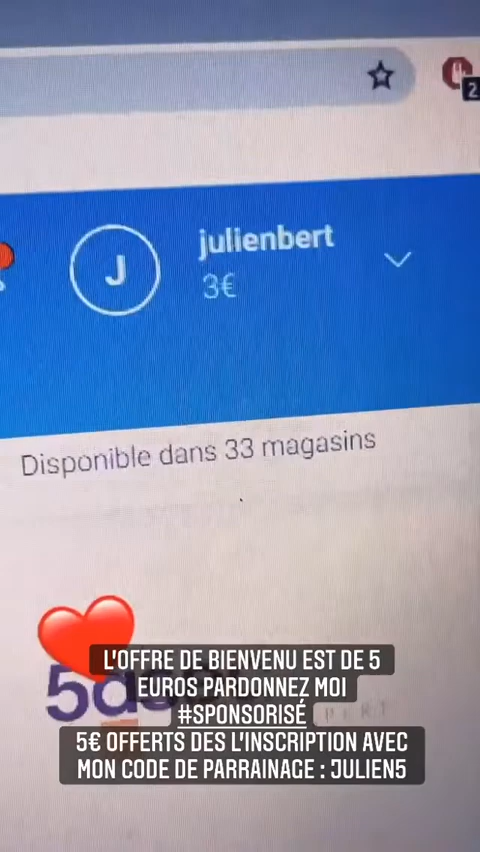 2
julienbert
J
3€
Disponible dans 33 magasins
L'OFFRE DE BIENVENU EST DE 5
EUROS PARDONNEZ MOI
#SPONSORISÉ
5€ OFFERTS DES L'INSCRIPTION AVEC
MON CODE DE PARRAINAGE : JULIEN5